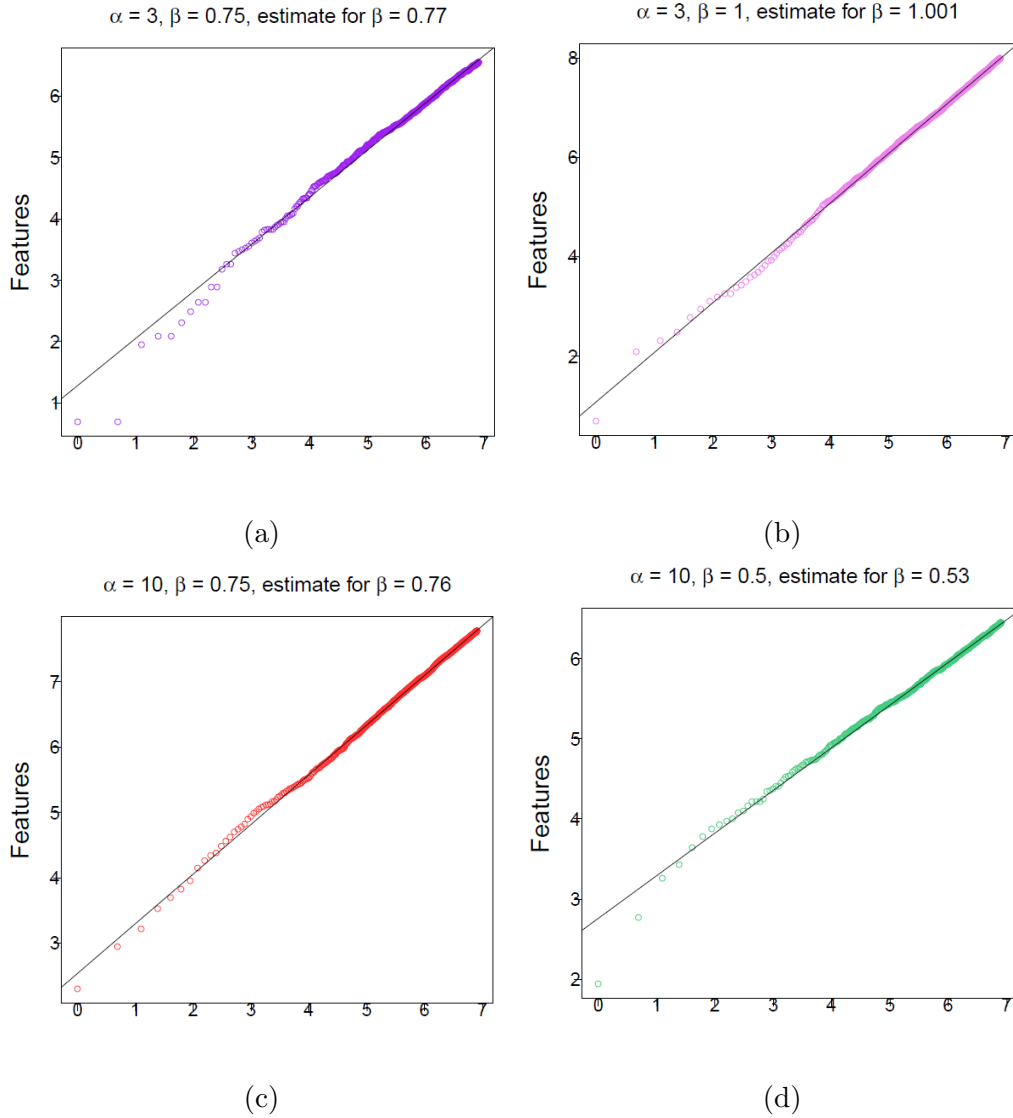 α = 3, β = 0.75, estimate for β = 0.77
Features
6
5
4
3
2
1
0 1 2 3 4 5 6 7
(a)
α = 3, β = 1, estimate for β = 1.001
Features
8
6
4
2
0 1 2 3 4 5 6 7
(b)
α = 10, β = 0.75, estimate for β = 0.76
Features
7
6
5
4
3
0 1 2 3 4 5 6 7
(c)
α = 10, β = 0.5, estimate for β = 0.53
Features
6
5
4
3
2
0 1 2 3 4 5 6 7
(d)